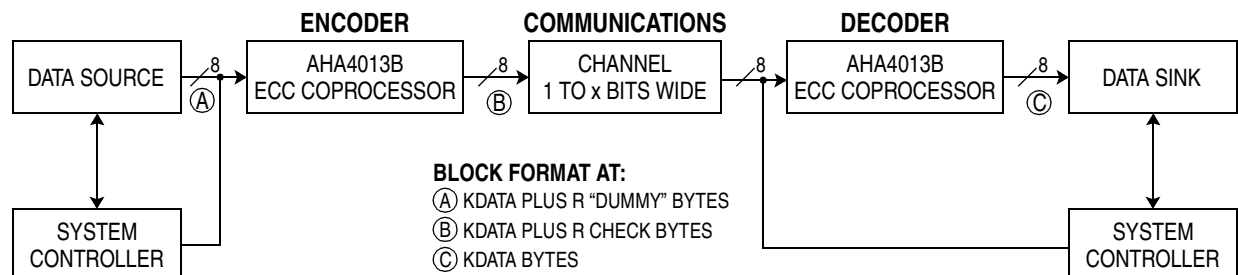 ENCODER
COMMUNICATIONS
DECODER
DATA SOURCE
8
A
AHA4013B
ECC COPROCESSOR
8
B
CHANNEL
1 TO x BITS WIDE
8
AHA4013B
ECC COPROCESSOR
8
C
DATA SINK
BLOCK FORMAT AT:
A KDATA PLUS R “DUMMY” BYTES
B KDATA PLUS R CHECK BYTES
C KDATA BYTES
SYSTEM
CONTROLLER
SYSTEM
CONTROLLER